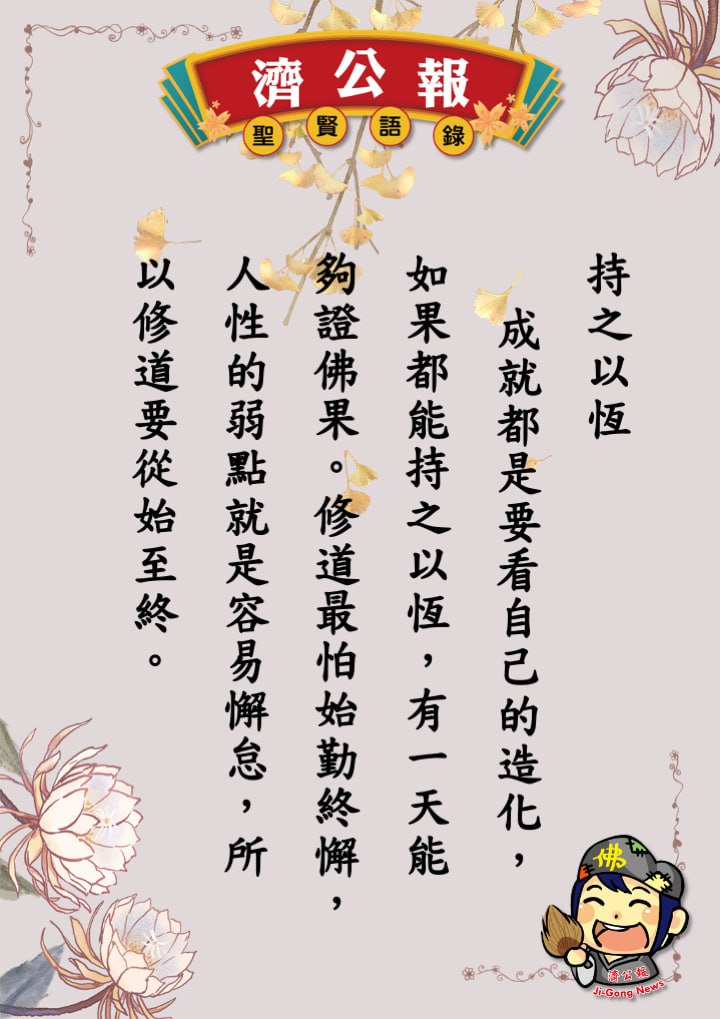 濟公報
聖賢語錄
持之以恆
成就都是要看自己的造化，
如果都能持之以恆，有一天能
夠證佛果。修道最怕始勤終懈，
人性的弱點就是容易懈怠，所
以修道要從始至終。
佛
濟公報
Ji-Gong News